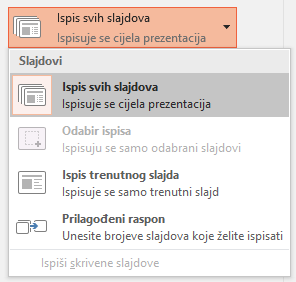 Ispis svih slajdova
Ispisuje se cijela prezentacija
Slajdovi
Ispis svih slajdova
Ispisuje se cijela prezentacija
Odabir ispisa
Ispisuju se samo odabrani slajdovi
Ispis trenutnog slajda
Ispisuje se samo trenutni slajd
Prilagođeni raspon
Unesite brojeve slajdova koje želite ispisati
Ispiši skrivene slajdove